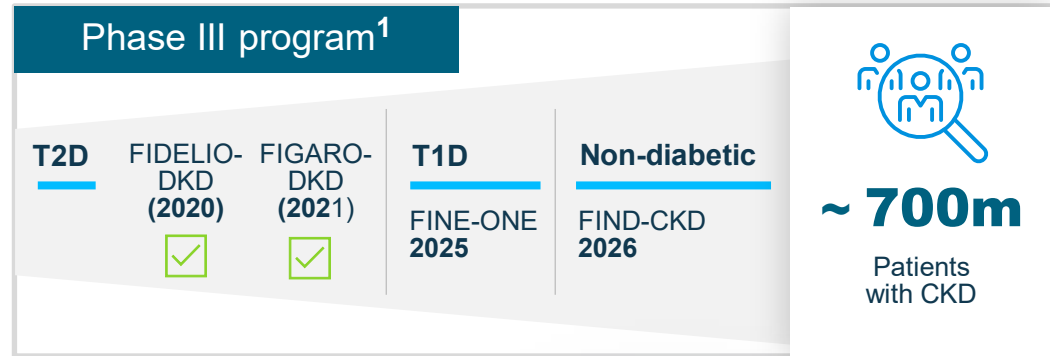 Phase III program1
T2D
FIDELIO-
DKD
(2020)
FIGARO-
DKD
(2021)
T1D
FINE-ONE
2025
Non-diabetic
FIND-CKD
2026
~ 700m
Patients
with CKD